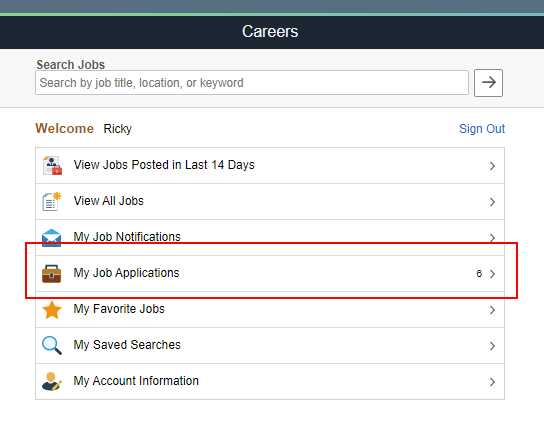 Careers
Search Jobs
Search by job title, location, or keyword
Welcome Ricky Sign Out
View Jobs Posted in Last 14 Days
View All Jobs
My Job Notifications
My Job Applications 6
My Favorite Jobs
My Saved Searches
My Account Information